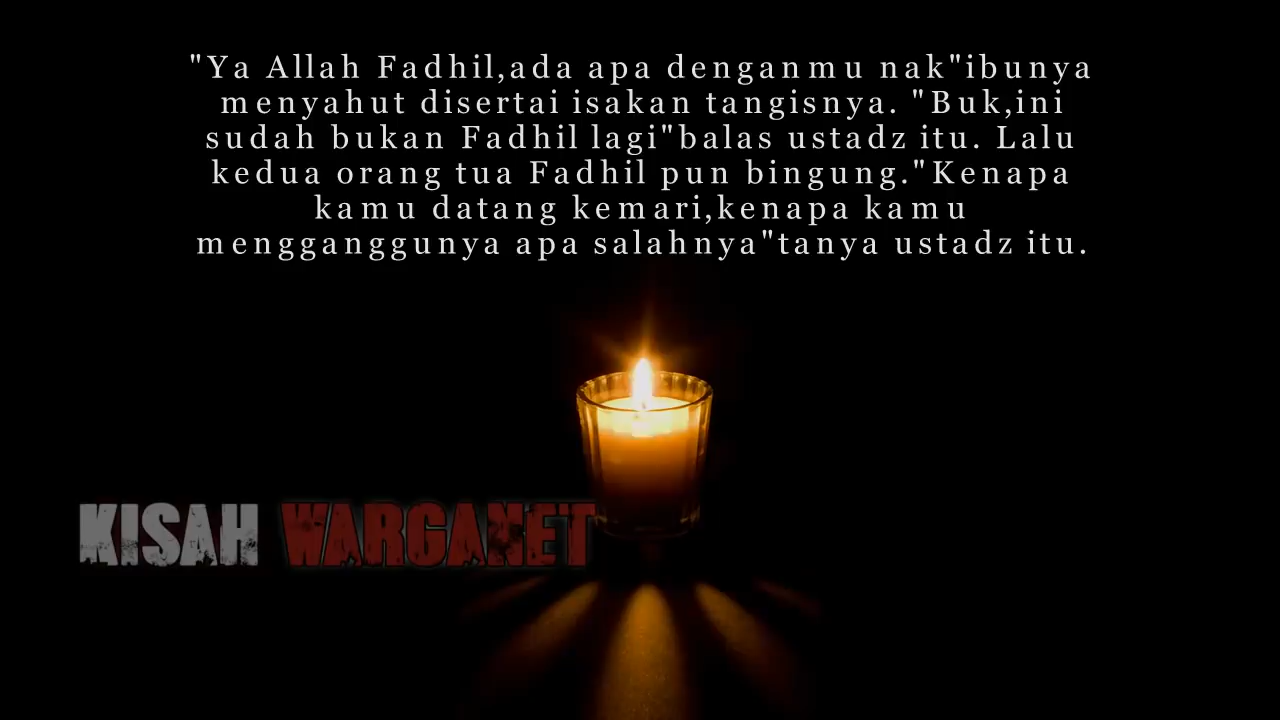 "Ya Allah Fadhil,ada apa denganmu nak"ibunya
menyahut disertai isakan tangisnya. "Buk,ini
sudah bukan Fadhil lagi"balas ustadz itu. Lalu
kedua orang tua Fadhil pun bingung."Kenapa
kamu datang kemari,kenapa kamu
mengganggunya apa salahnya"tanya ustadz itu.
KISAH WARGANET